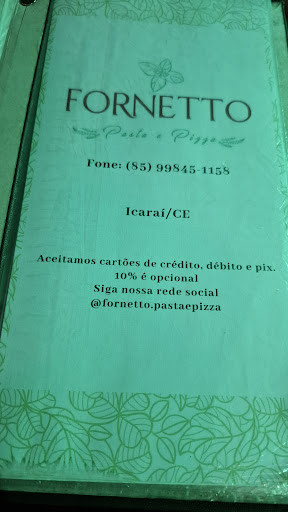 FORNETTO
Pasta e Pizza
Fone: (85) 99845-1158
Icaraí/CE
Aceitamos cartões de crédito, débito e pix.
10% é opcional
Siga nossa rede social
@fornetto.pastaepizza